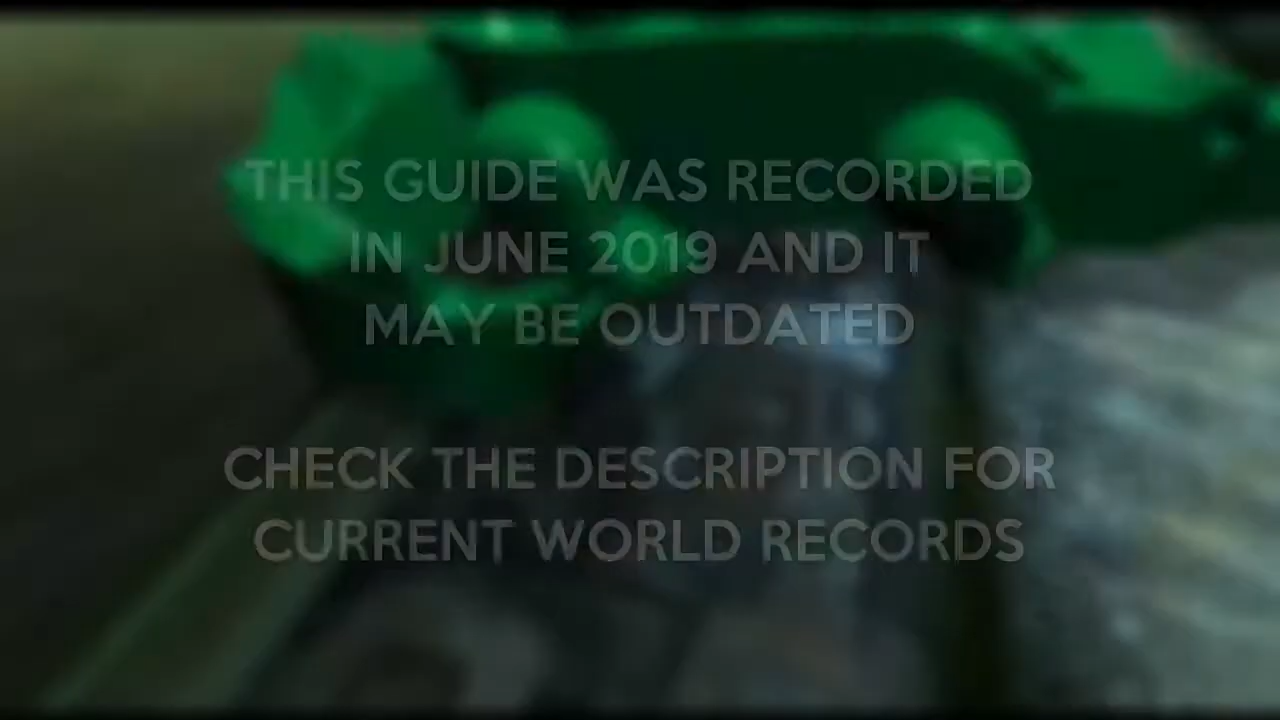 THIS GUIDE WAS RECORDED
IN JUNE 2019 AND IT
MAY BE OUTDATED
CHECK THE DESCRIPTION FOR
CURRENT WORLD RECORDS